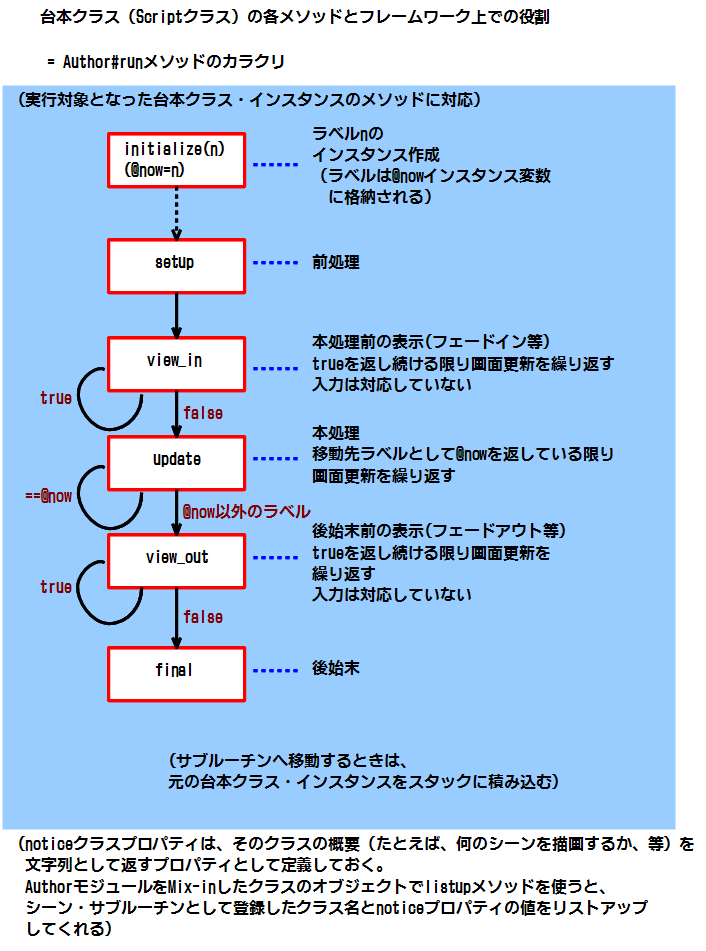 台本クラス（Scriptクラス）の各メソッドとフレームワーク上での役割
= Author#runメソッドのカラクリ
（実行対象となった台本クラス・インスタンスのメソッドに対応）
initialize(n)
(@now=n)
ラベルnの
インスタンス作成
（ラベルは@nowインスタンス変数
に格納される）
setup
前処理
view_in
true
false
本処理前の表示(フェードイン等)
trueを返し続ける限り画面更新を繰り返す
入力は対応していない
update
==@now
@now以外のラベル
本処理
移動先ラベルとして@nowを返している限り
画面更新を繰り返す
view_out
true
false
後始末前の表示(フェードアウト等)
trueを返し続ける限り画面更新を
繰り返す
入力は対応していない
final
後始末
（サブルーチンへ移動するときは、
元の台本クラス・インスタンスをスタックに積み込む）
（noticeクラスプロパティは、そのクラスの概要（たとえば、何のシーンを描画するか、等）を
文字列として返すプロパティとして定義しておく。
AuthorモジュールをMix-inしたクラスのオブジェクトでlistupメソッドを使うと、
シーン・サブルーチンとして登録したクラス名とnoticeプロパティの値をリストアップ
してくれる）